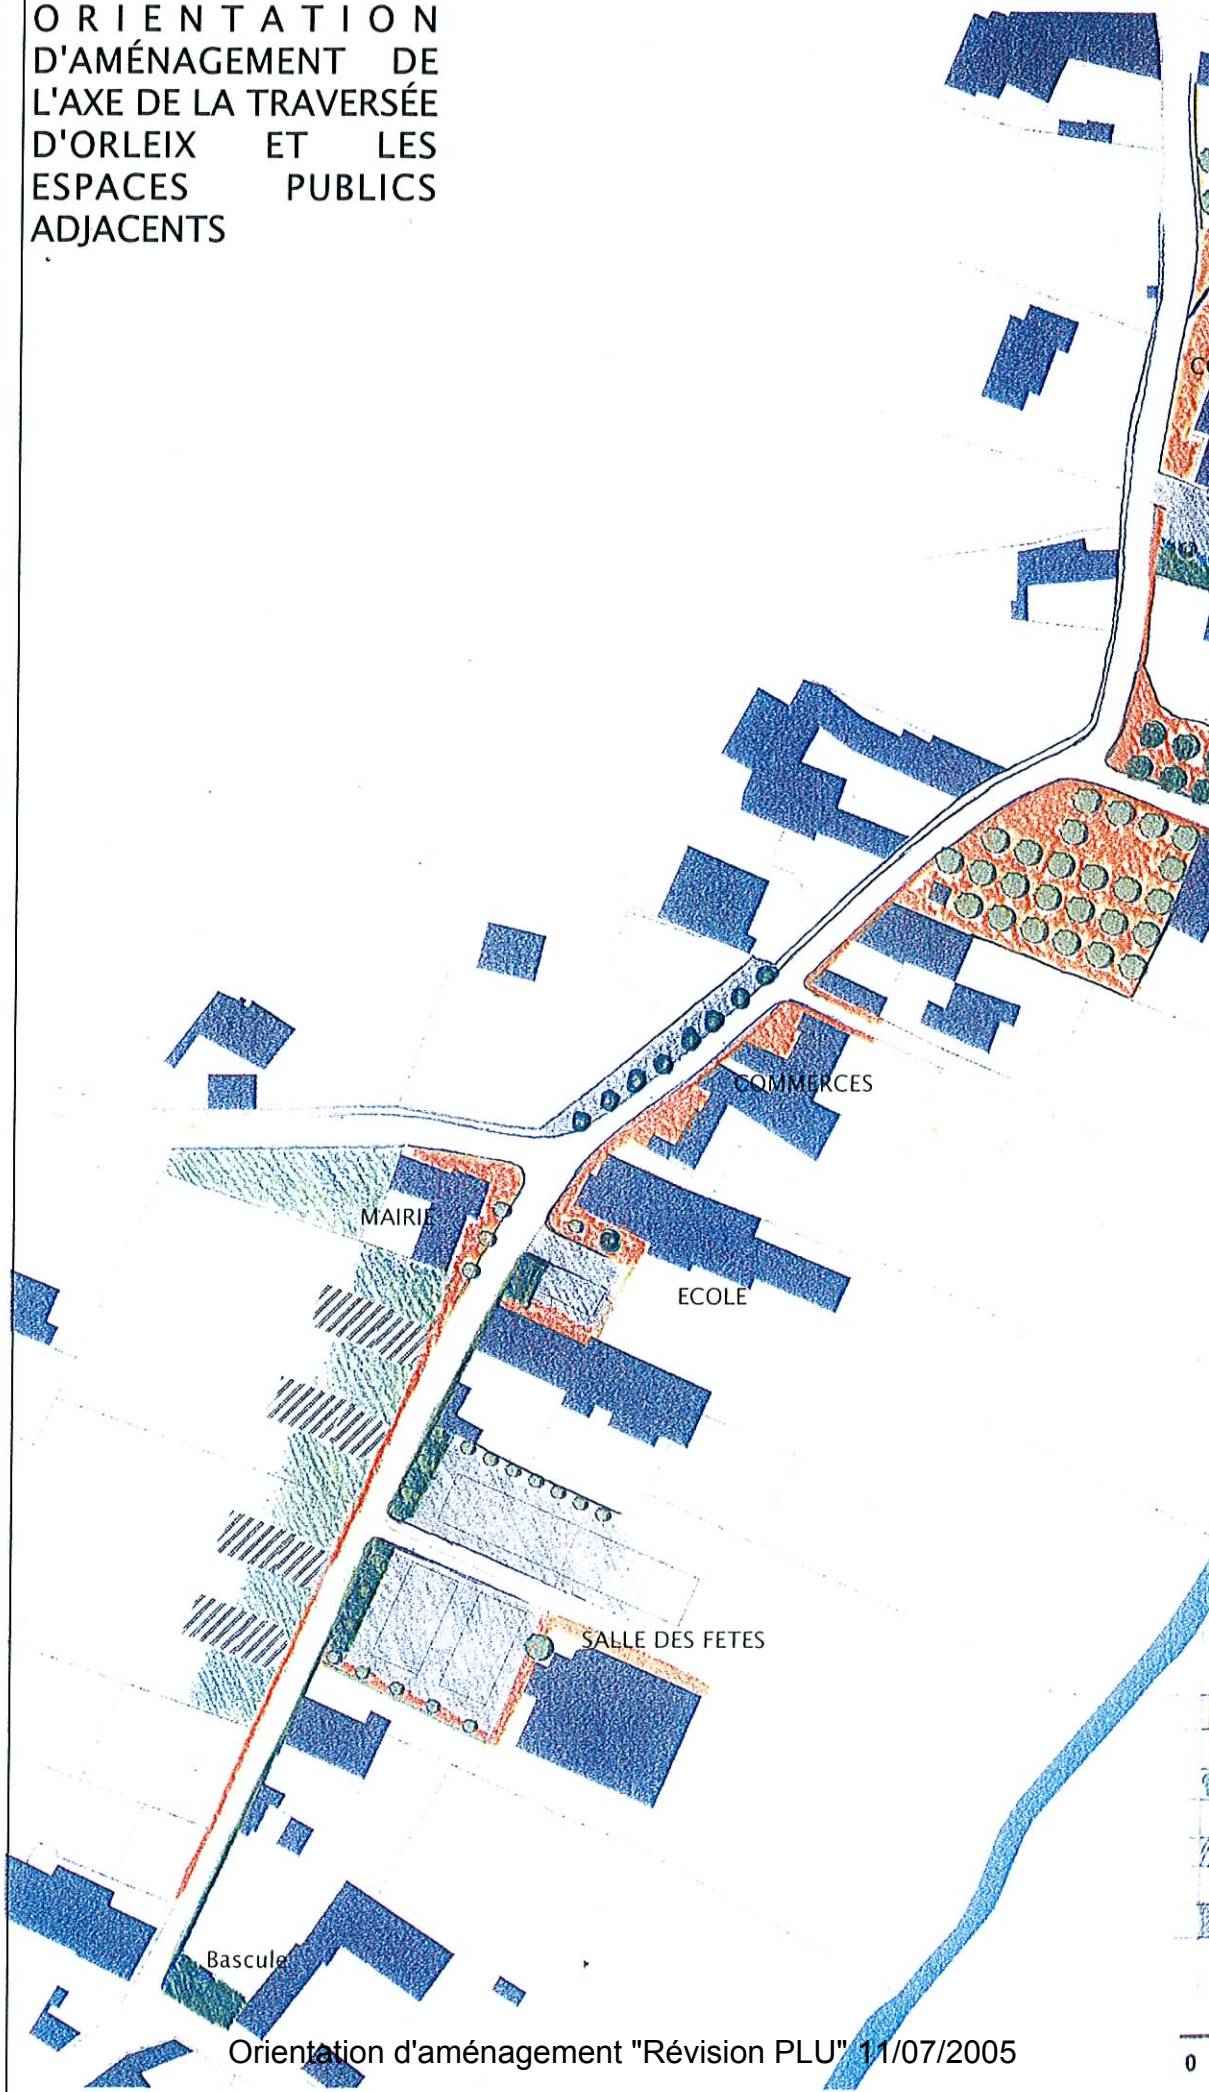 ORIENTATION
D'AMÉNAGEMENT DE
L'AXE DE LA TRAVERSÉE
D'ORLEIX ET LES
ESPACES PUBLICS
ADJACENTS
COMMERCES
MAIRIE
ECOLE
SALLE DES FETES
Bascule
Orientation d'aménagement "Révision PLU" 11/07/2005
0